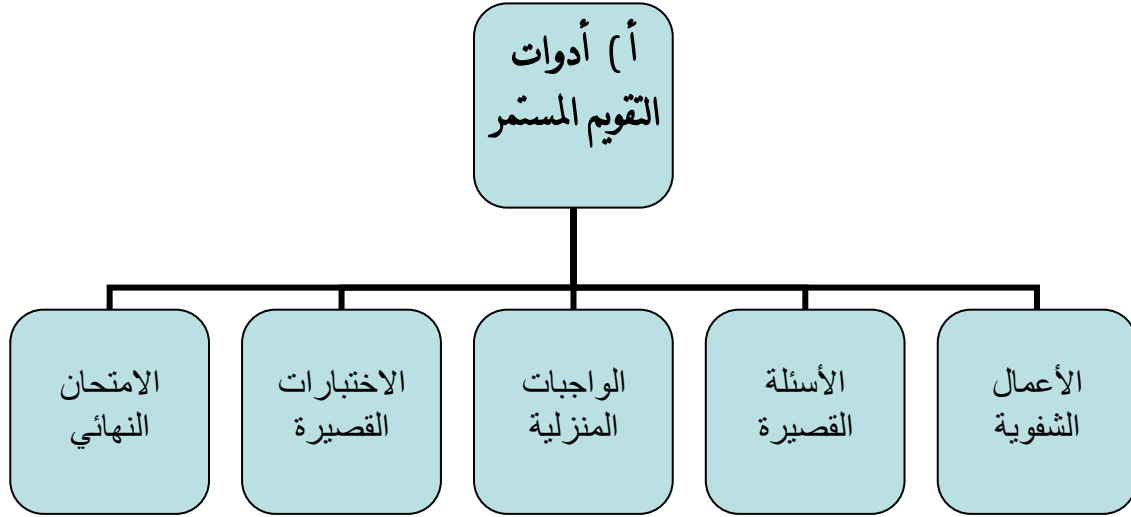 أ ) أدوات
التقويم المستمر
الأعمال
الشفوية
الأسئلة
القصيرة
الواجبات
المنزلية
الاختبارات
القصيرة
الامتحان
النهائي